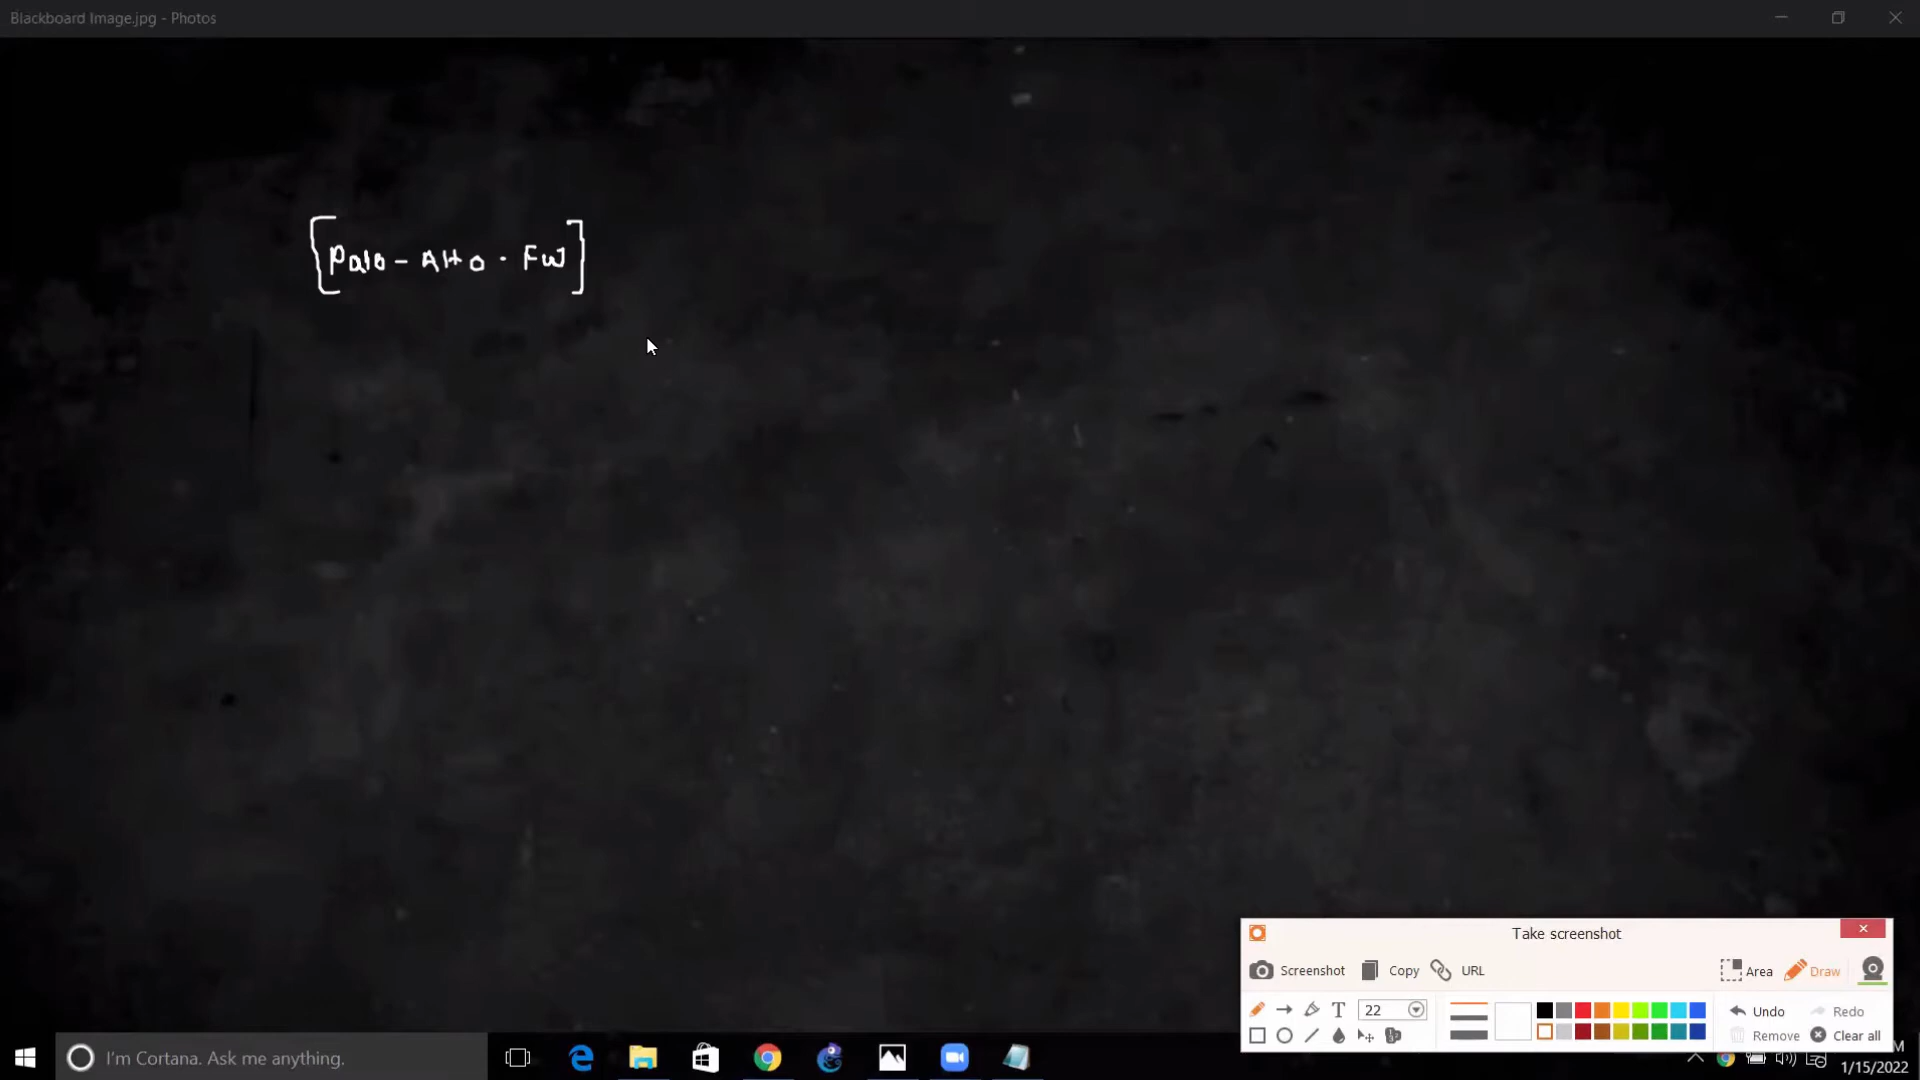 Blackboard Image.jpg - Photos
[Palo - Alto . FW]
Take screenshot
Screenshot Copy URL Area Draw
T 22 Undo Redo
Remove Clear all
I'm Cortana. Ask me anything.
M
1/15/2022